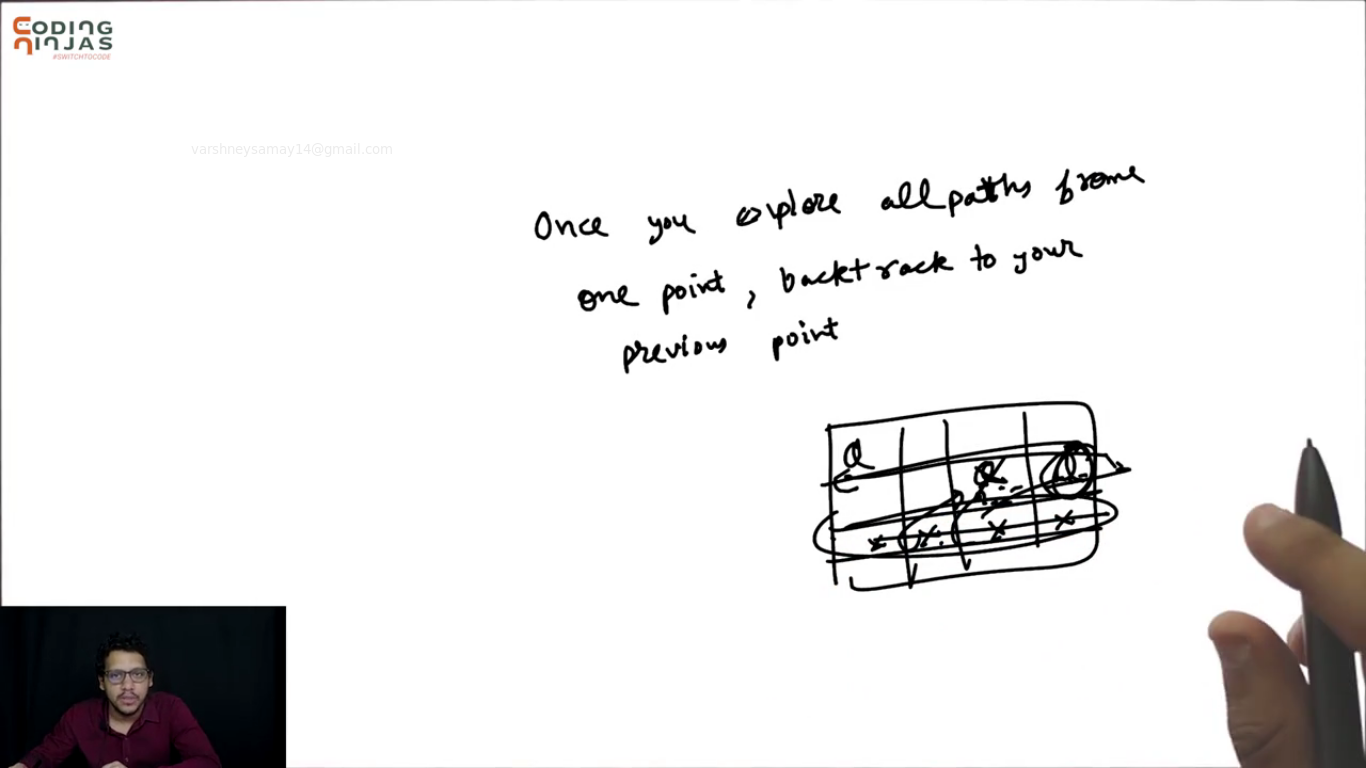 CODING
NINJAS
#SWITCHTOCODE
varshneysamay14@gmail.com
Once you explore all paths frome
one point, backtrack to your
previous point
Q
Q
Q
x x x x